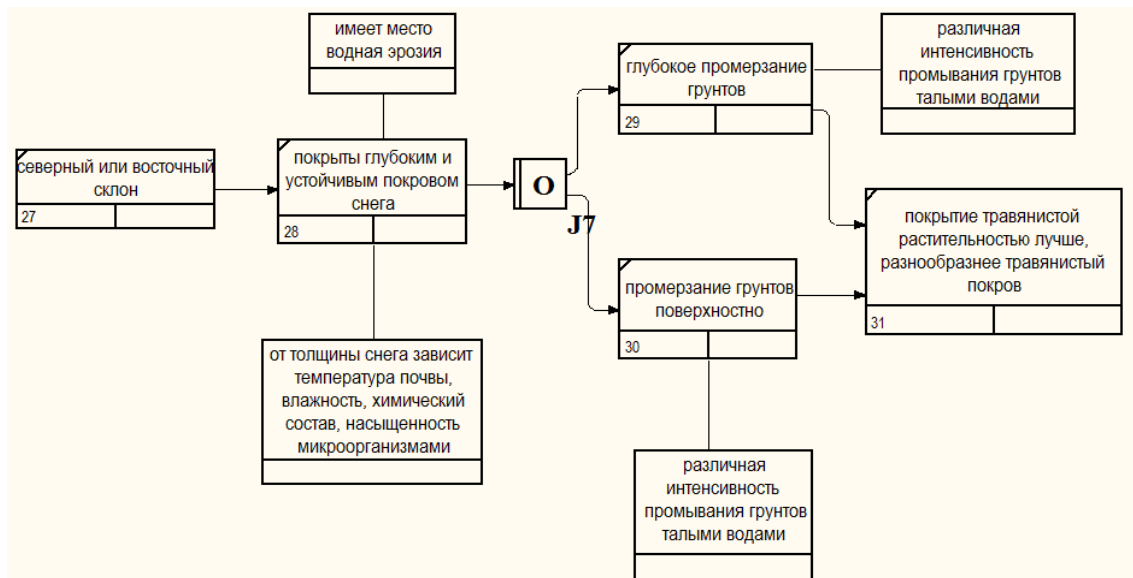 имеет место
водная эрозия
северный или восточный
склон
27
покрыты глубоким и
устойчивым покровом
снега
28
от толщины снега зависит
температура почвы,
влажность, химический
состав, насыщенность
микроорганизмами
O
J7
глубокое промерзание
грунтов
29
различная
интенсивность
промывания грунтов
талыми водами
промерзание грунтов
поверхностно
30
различная
интенсивность
промывания грунтов
талыми водами
покрытие травянистой
растительностью лучше,
разнообразнее травянистый
покров
31